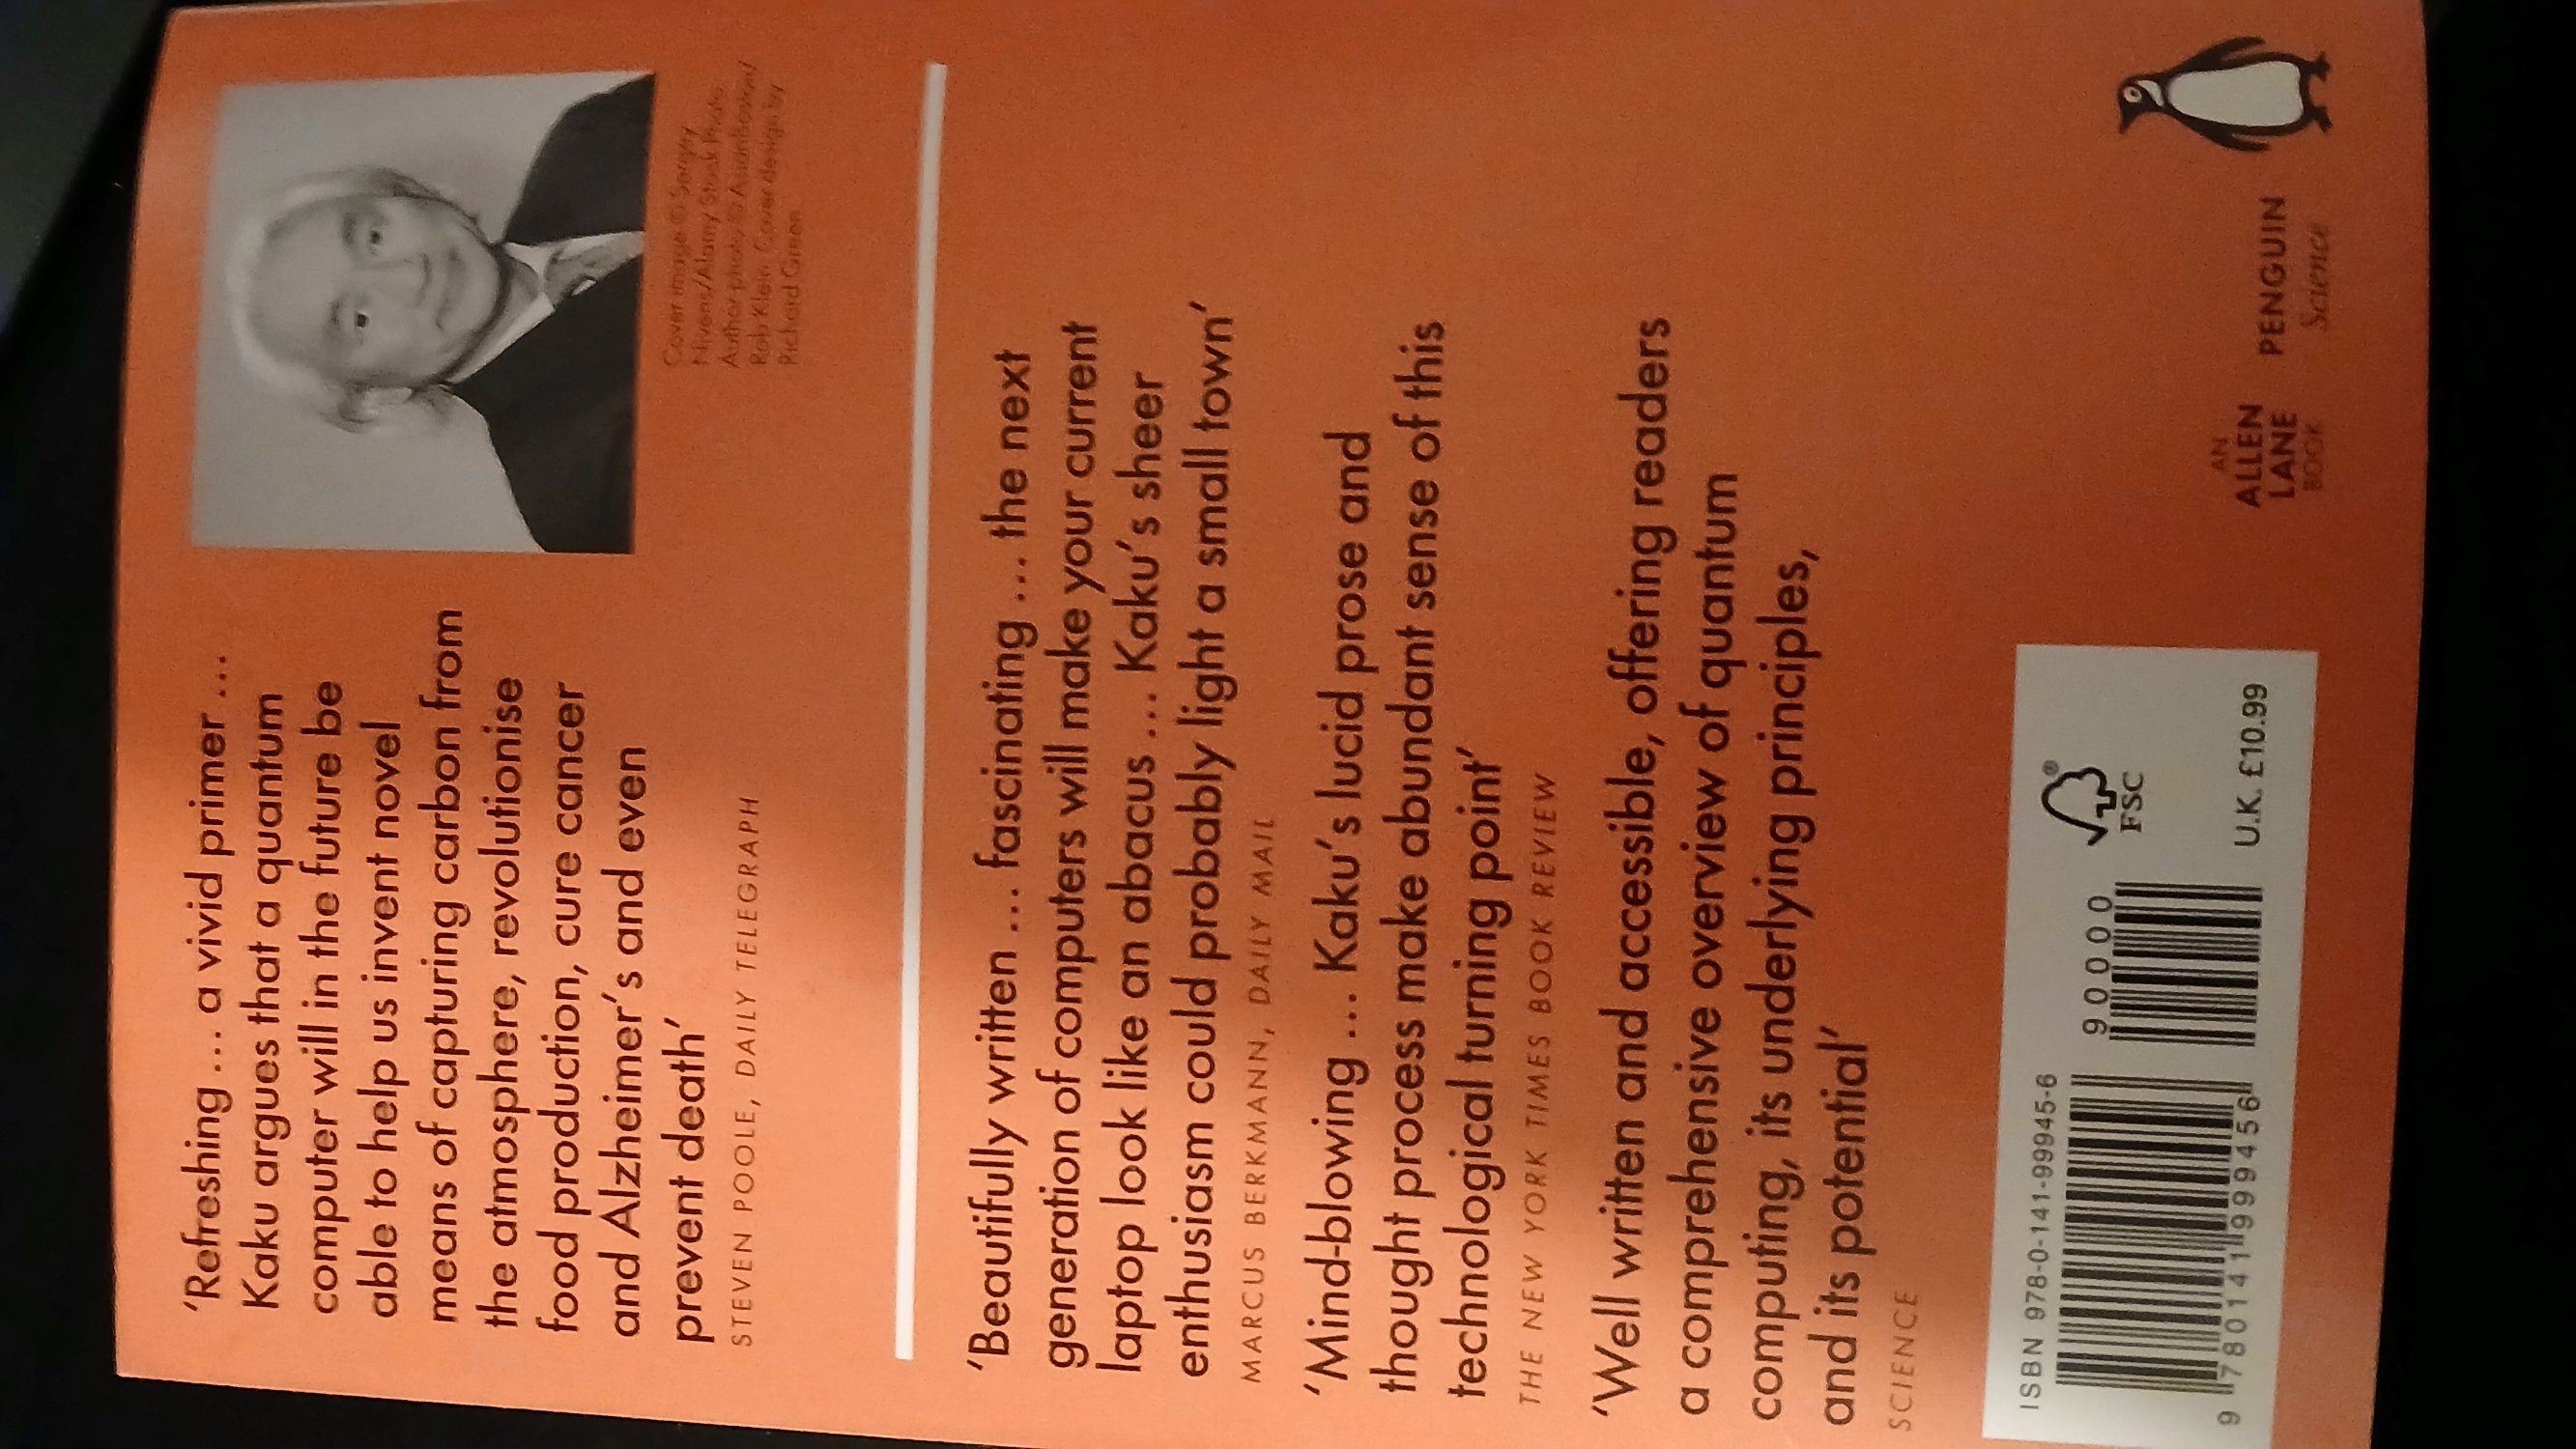 ‘Refreshing ... a vivid primer ...
Kaku argues that a quantum
computer will in the future be
able to help us invent novel
means of capturing carbon from
the atmosphere, revolutionise
food production, cure cancer
and Alzheimer’s and even
prevent death’
STEVEN POOLE, DAILY TELEGRAPH
Cover image © Sergey
Nivens/Alamy Stock Photo.
Author photo © AsianBoston/
Rob Klein. Cover design by
Richard Green
‘Beautifully written ... fascinating ... the next
generation of computers will make your current
laptop look like an abacus ... Kaku’s sheer
enthusiasm could probably light a small town’
MARCUS BERKMANN, DAILY MAIL
‘Mind-blowing ... Kaku’s lucid prose and
thought process make abundant sense of this
technological turning point’
THE NEW YORK TIMES BOOK REVIEW
‘Well written and accessible, offering readers
a comprehensive overview of quantum
computing, its underlying principles,
and its potential’
SCIENCE
ISBN 978-0-141-99945-6
90000
9 780141 999456
FSC
®
U.K. £10.99
AN
ALLEN
LANE
BOOK
PENGUIN
Science